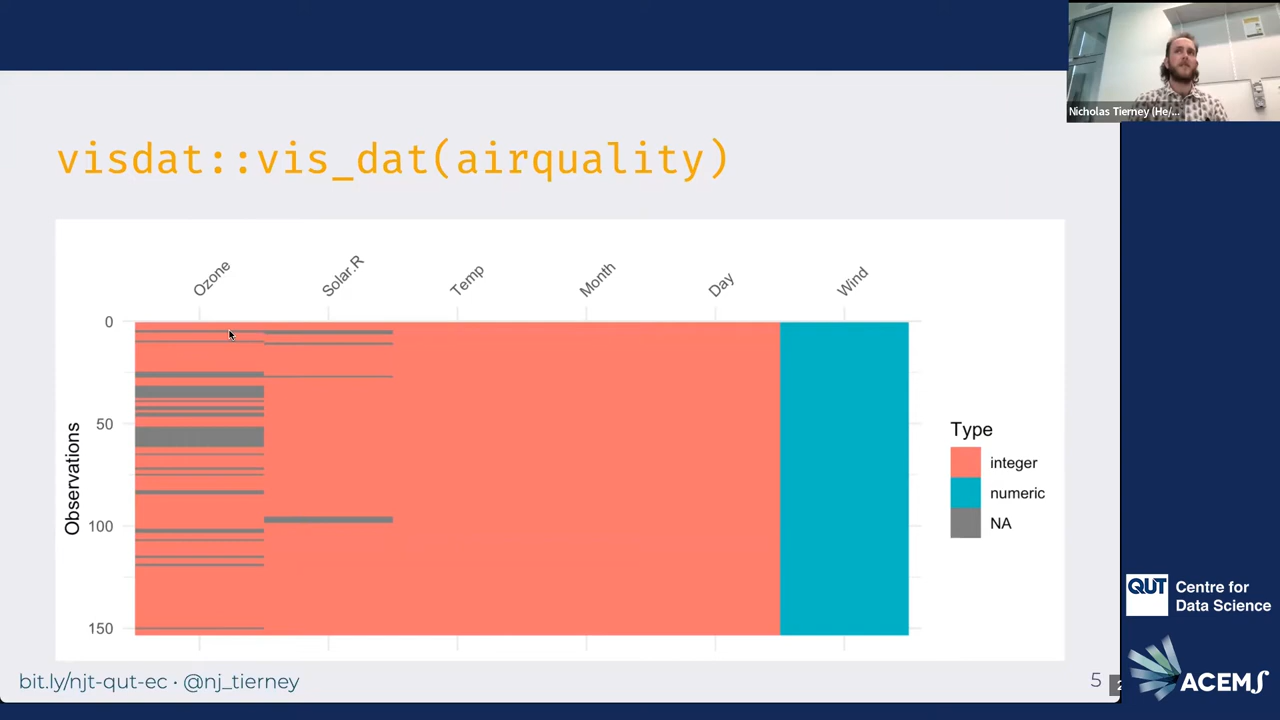 Nicholas Tierney (He/...
visdat::vis_dat(airquality)
Ozone
Solar.R
Temp
Month
Day
Wind
0
50
100
150
Observations
Type
integer
numeric
NA
QUT
Centre for
Data Science
ACEMS
bit.ly/njt-qut-ec · @nj_tierney
5
2